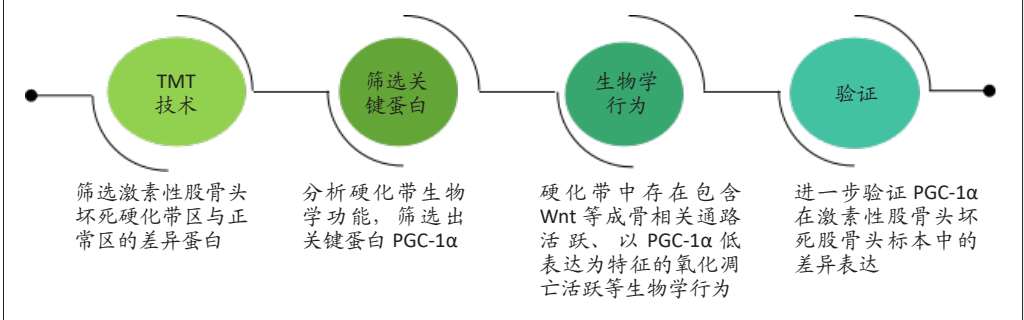 TMT
技术
筛选关
键蛋白
生物学
行为
验证
筛选激素性股骨头
坏死硬化带区与正
常区的差异蛋白
分析硬化带生物
学功能，筛选出
关键蛋白 PGC-1α
硬化带中存在包含
Wnt 等成骨相关通路
活 跃、 以 PGC-1α 低
表达为特征的氧化凋
亡活跃等生物学行为
进一步验证 PGC-1α
在激素性股骨头坏
死股骨头标本中的
差异表达